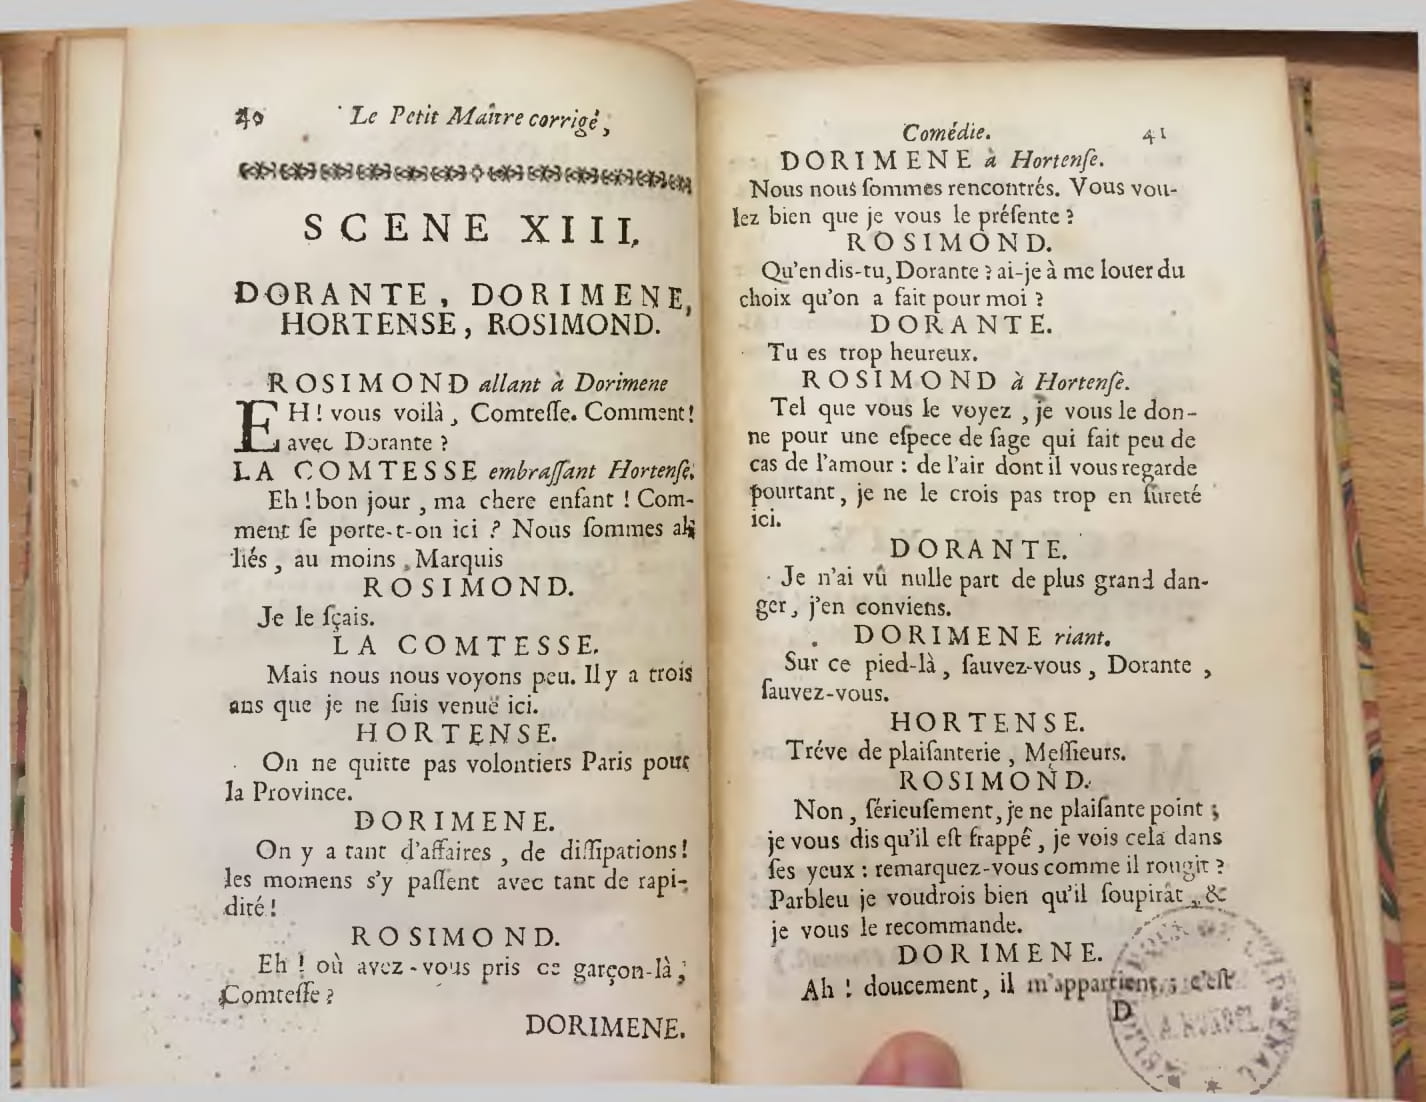 40 Le Petit Maître corrigé,
SCENE XIII.
DORANTE, DORIMENE,
HORTENSE, ROSIMOND.
ROSIMOND allant à Dorimene
EH! vous voilà, Comteſſe. Comment!
avec Dorante?
LA COMTESSE embraſſant Hortenſe.
Eh! bon jour, ma chere enfant! Com-
ment ſe porte-t-on ici? Nous ſommes al-
liés, au moins, Marquis
ROSIMOND.
Je le ſçais.
LA COMTESSE.
Mais nous nous voyons peu. Il y a trois
ans que je ne ſuis venuë ici.
HORTENSE.
On ne quitte pas volontiers Paris pour
la Province.
DORIMENE.
On y a tant d'affaires, de diſſipations!
les momens s'y paſſent avec tant de rapi-
dité!
ROSIMOND.
Eh! où avez-vous pris ce garçon-là,
Comteſſe?
DORIMENE.
Comédie. 41
DORIMENE à Hortenſe.
Nous nous ſommes rencontrés. Vous vou-
lez bien que je vous le préſente?
ROSIMOND.
Qu'en dis-tu, Dorante? ai-je à me louer du
choix qu'on a fait pour moi?
DORANTE.
Tu es trop heureux.
ROSIMOND à Hortenſe.
Tel que vous le voyez, je vous le don-
ne pour une eſpece de ſage qui fait peu de
cas de l'amour: de l'air dont il vous regarde
pourtant, je ne le crois pas trop en ſûreté
ici.
DORANTE.
Je n'ai vû nulle part de plus grand dan-
ger, j'en conviens.
DORIMENE riant.
Sur ce pied-là, ſauvez-vous, Dorante,
ſauvez-vous.
HORTENSE.
Tréve de plaiſanterie, Meſſieurs.
ROSIMOND.
Non, ſérieuſement, je ne plaiſante point;
je vous dis qu'il eſt frappé, je vois cela dans
ſes yeux: remarquez-vous comme il rougit?
Parbleu je voudrois bien qu'il ſoupirât, &
je vous le recommande.
DORIMENE.
Ah! doucement, il m'appartient; c'eſt
D